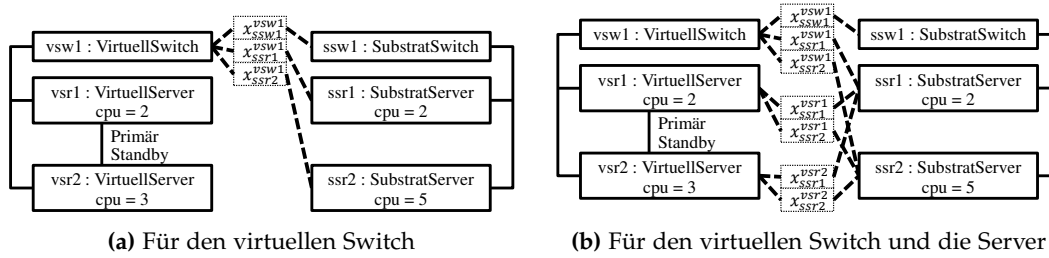 vsw1 : VirtuellSwitch
x_{ssw1}^{vsw1}
x_{ssr1}^{vsw1}
x_{ssr2}^{vsw1}
ssw1 : SubstratSwitch
vsr1 : VirtuellServer
cpu = 2
ssr1 : SubstratServer
cpu = 2
Primär
Standby
vsr2 : VirtuellServer
cpu = 3
ssr2 : SubstratServer
cpu = 5
(a) Für den virtuellen Switch
vsw1 : VirtuellSwitch
x_{ssw1}^{vsw1}
x_{ssr1}^{vsw1}
x_{ssr2}^{vsw1}
ssw1 : SubstratSwitch
vsr1 : VirtuellServer
cpu = 2
x_{ssr1}^{vsr1}
x_{ssr2}^{vsr1}
ssr1 : SubstratServer
cpu = 2
Primär
Standby
vsr2 : VirtuellServer
cpu = 3
x_{ssr1}^{vsr2}
x_{ssr2}^{vsr2}
ssr2 : SubstratServer
cpu = 5
(b) Für den virtuellen Switch und die Server